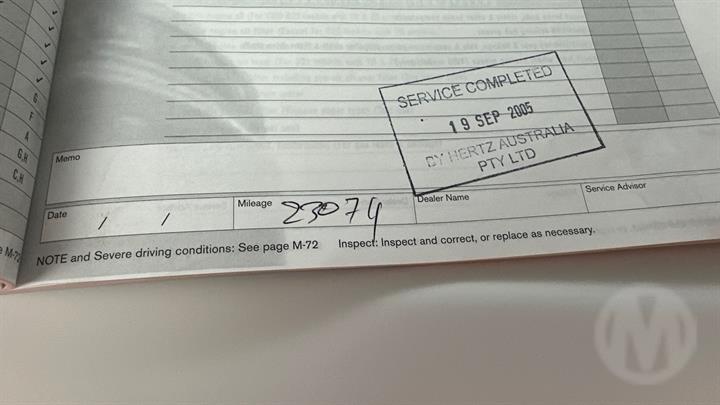 ✓
✓
✓
✓
G
F
A
G,H
C,H
SERVICE COMPLETED
19 SEP 2005
BY HERTZ AUSTRALIA
PTY LTD
Memo
Date / / Mileage 23074 Dealer Name Service Advisor
NOTE and Severe driving conditions: See page M-72 Inspect: Inspect and correct, or replace as necessary.
M